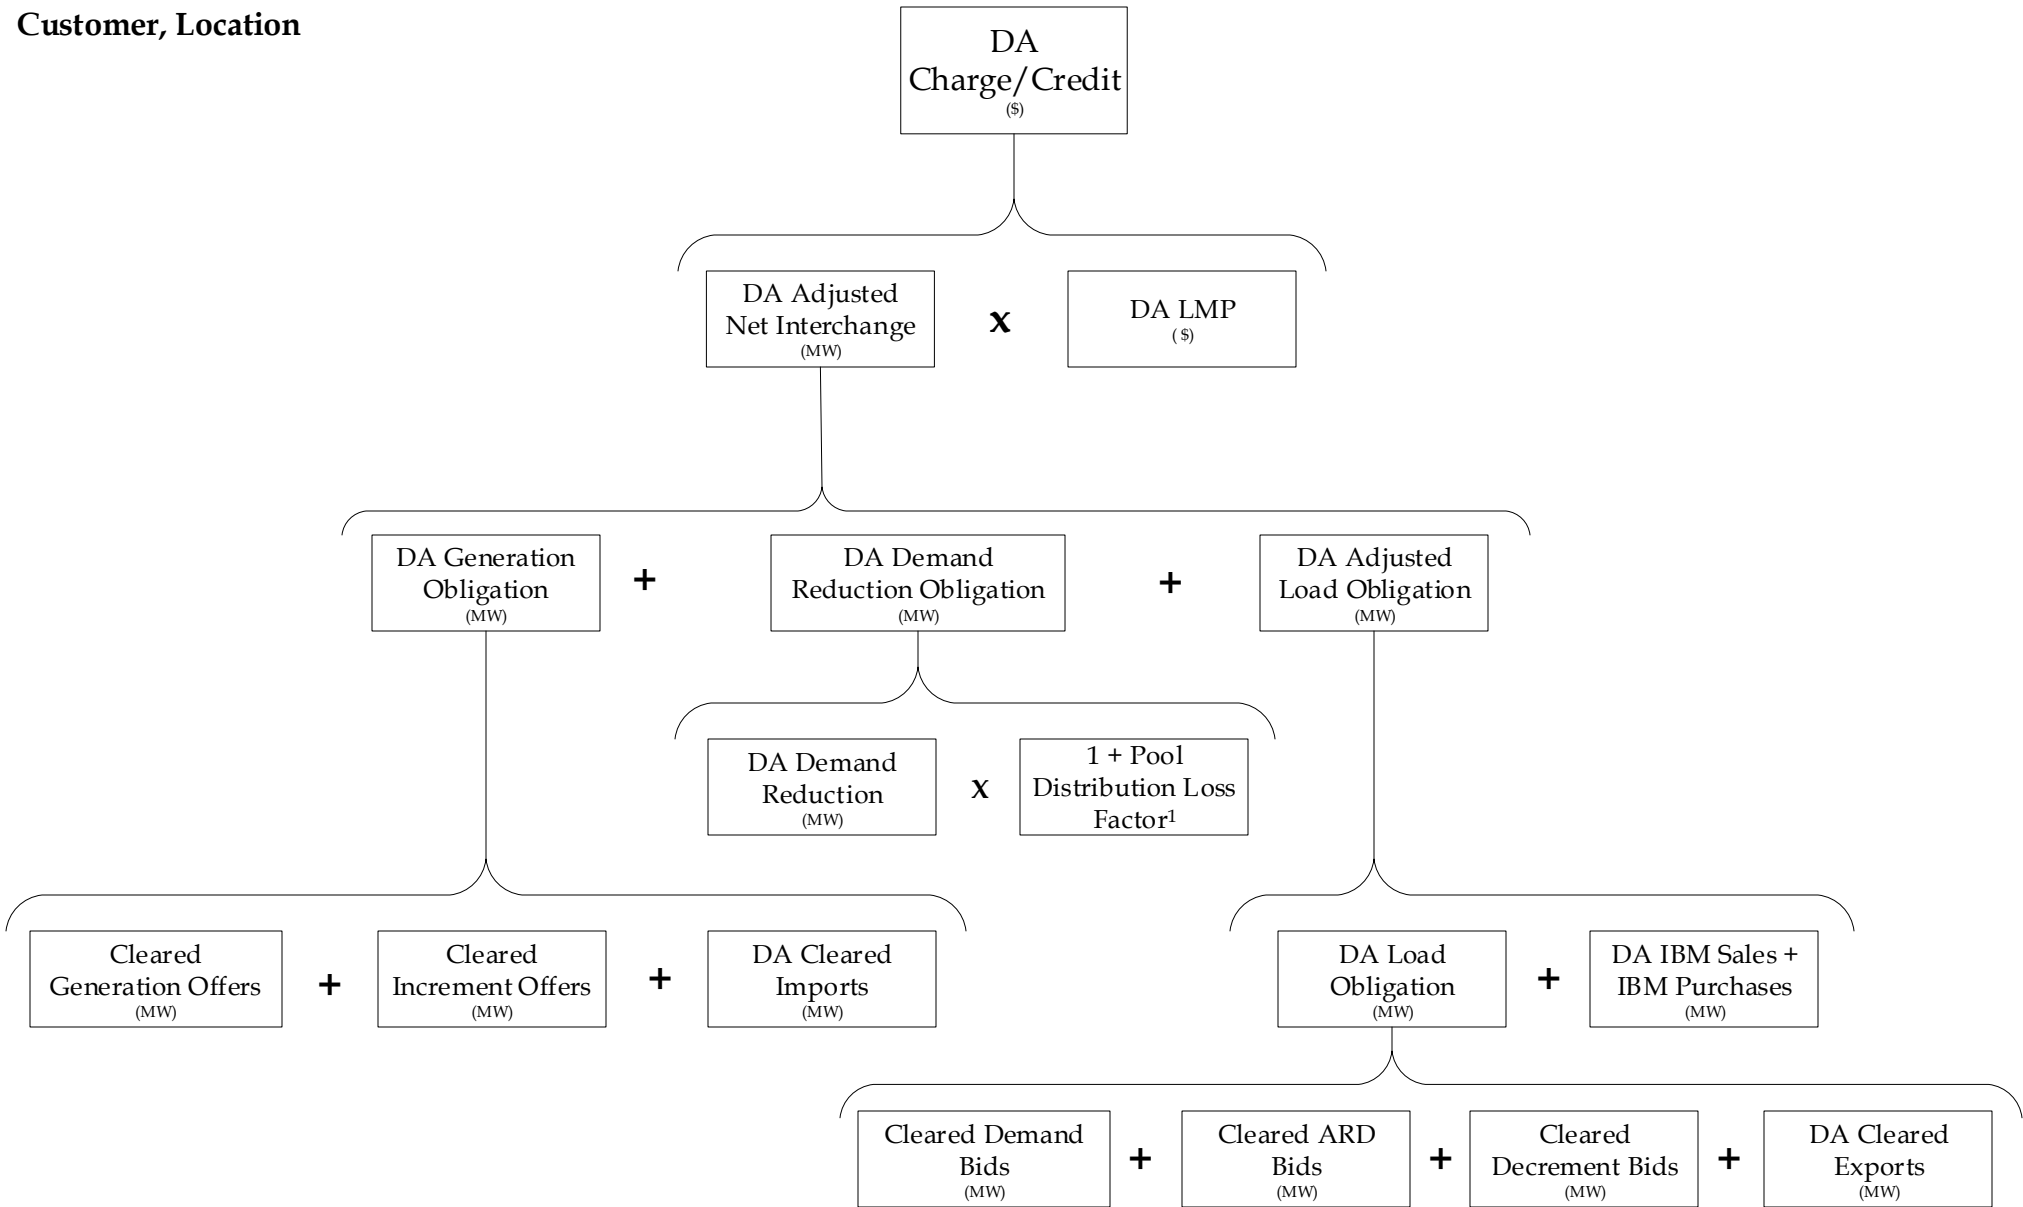 Customer, Location
DA
Charge/Credit
($)
DA Adjusted
Net Interchange
(MW)
x
DA LMP
( $)
DA Generation
Obligation
(MW)
+
DA Demand
Reduction Obligation
(MW)
+
DA Adjusted
Load Obligation
(MW)
DA Demand
Reduction
(MW)
x
1 + Pool
Distribution Loss
Factor¹
Cleared
Generation Offers
(MW)
+
Cleared
Increment Offers
(MW)
+
DA Cleared
Imports
(MW)
DA Load
Obligation
(MW)
+
DA IBM Sales +
IBM Purchases
(MW)
Cleared Demand
Bids
(MW)
+
Cleared ARD
Bids
(MW)
+
Cleared
Decrement Bids
(MW)
+
DA Cleared
Exports
(MW)